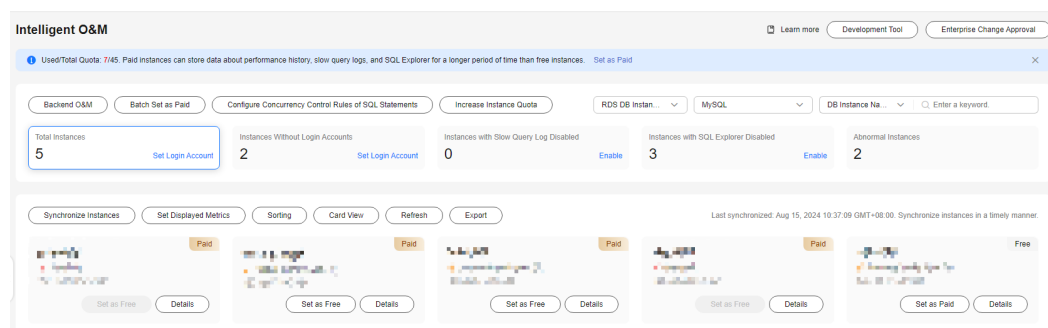 Intelligent O&M
Learn more
Development Tool
Enterprise Change Approval
Used/Total Quota: 7/45. Paid instances can store data about performance history, slow query logs, and SQL Explorer for a longer period of time than free instances. Set as Paid
Backend O&M
Batch Set as Paid
Configure Concurrency Control Rules of SQL Statements
Increase Instance Quota
RDS DB Instan...
MySQL
DB Instance Na...
Enter a keyword.
Total Instances
5
Set Login Account
Instances Without Login Accounts
2
Set Login Account
Instances with Slow Query Log Disabled
0
Enable
Instances with SQL Explorer Disabled
3
Enable
Abnormal Instances
2
Synchronize Instances
Set Displayed Metrics
Sorting
Card View
Refresh
Export
Last synchronized: Aug 15, 2024 10:37:09 GMT+08:00. Synchronize instances in a timely manner.
Paid
Set as Free
Details
Paid
Set as Free
Details
Paid
Set as Free
Details
Paid
Set as Free
Details
Free
Set as Paid
Details